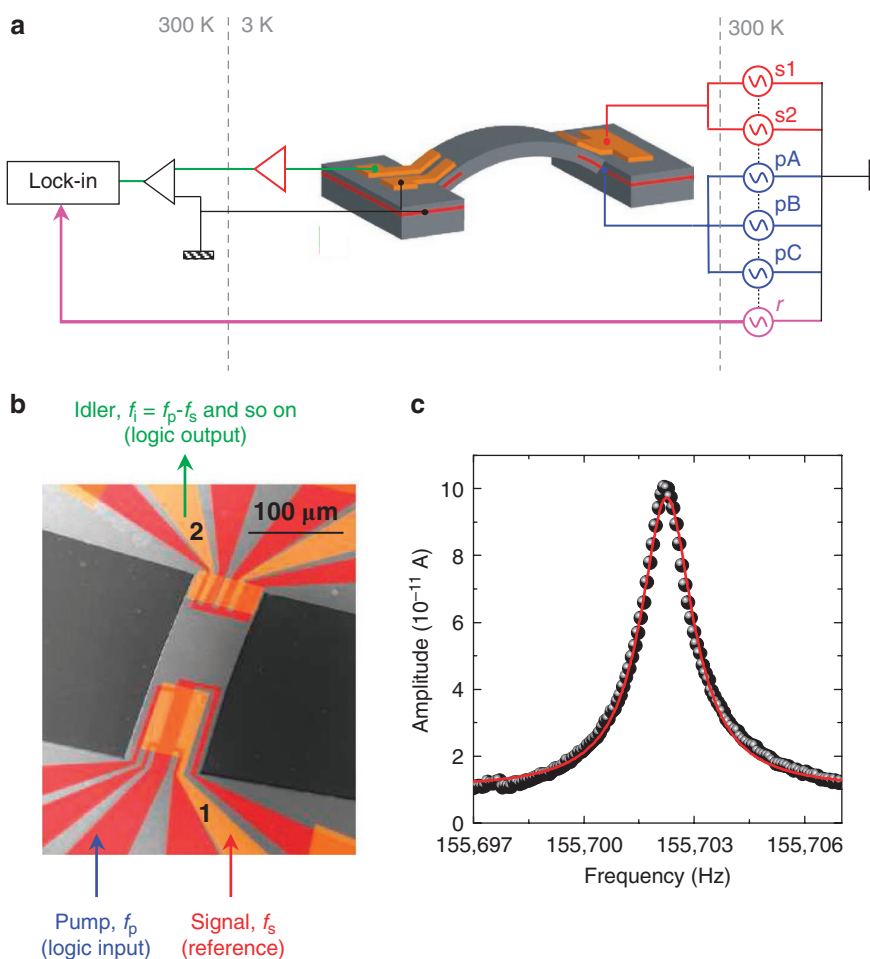 a
300 K
3 K
300 K
s1
s2
pA
pB
pC
r
Lock-in
b
Idler, fᵢ = fₚ-fₛ and so on
(logic output)
2
100 μm
1
Pump, fₚ
(logic input)
Signal, fₛ
(reference)
c
Amplitude (10⁻¹¹ A)
10
8
6
4
2
0
155,697
155,700
155,703
155,706
Frequency (Hz)